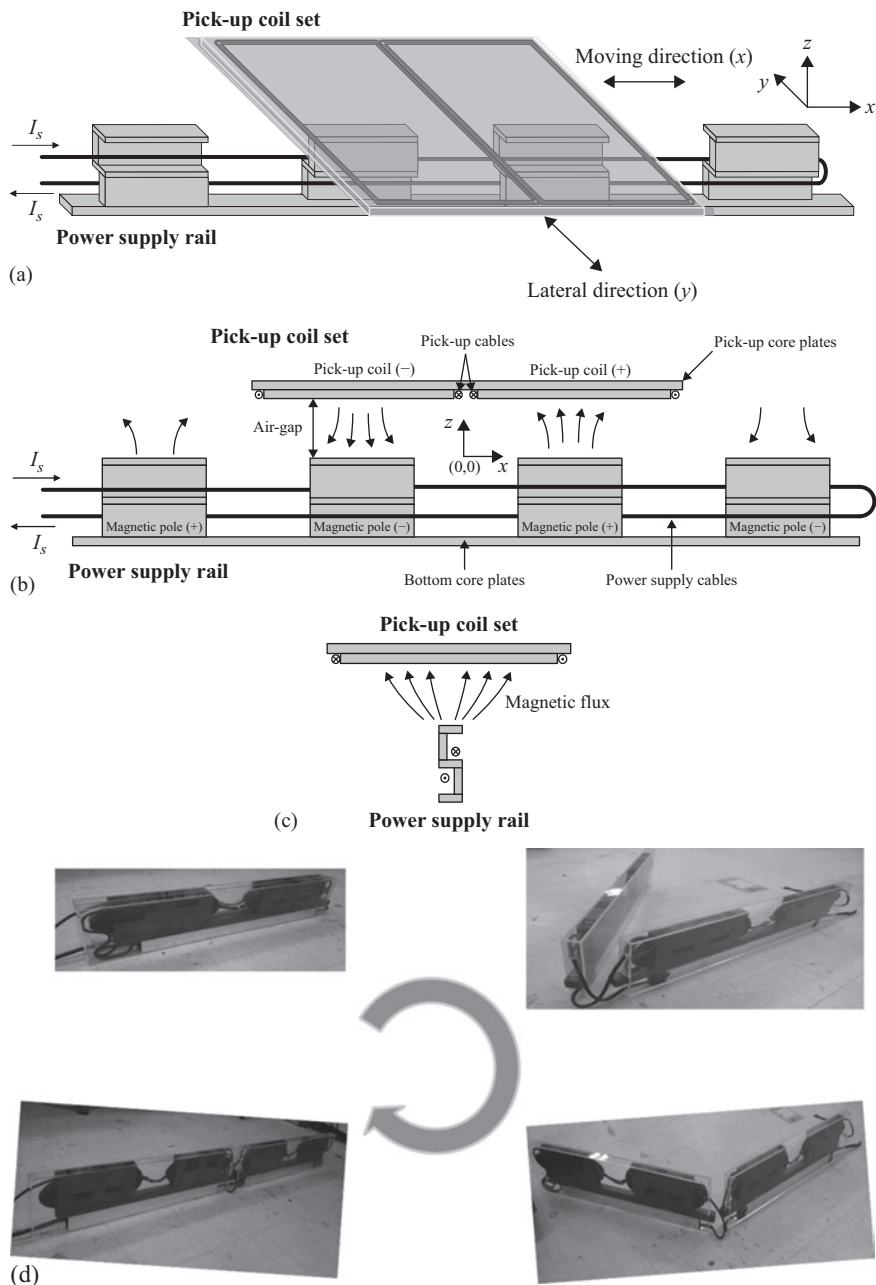 Pick-up coil set
Moving direction (x)
z
y
x
I_s
I_s
Power supply rail
(a)
Lateral direction (y)
Pick-up coil set
Pick-up cables
Pick-up core plates
Pick-up coil (−)
Pick-up coil (+)
Air-gap
z
(0,0)
x
I_s
I_s
Magnetic pole (+)
Magnetic pole (−)
Magnetic pole (+)
Magnetic pole (−)
Power supply rail
Bottom core plates
Power supply cables
(b)
Pick-up coil set
Magnetic flux
(c)
Power supply rail
(d)